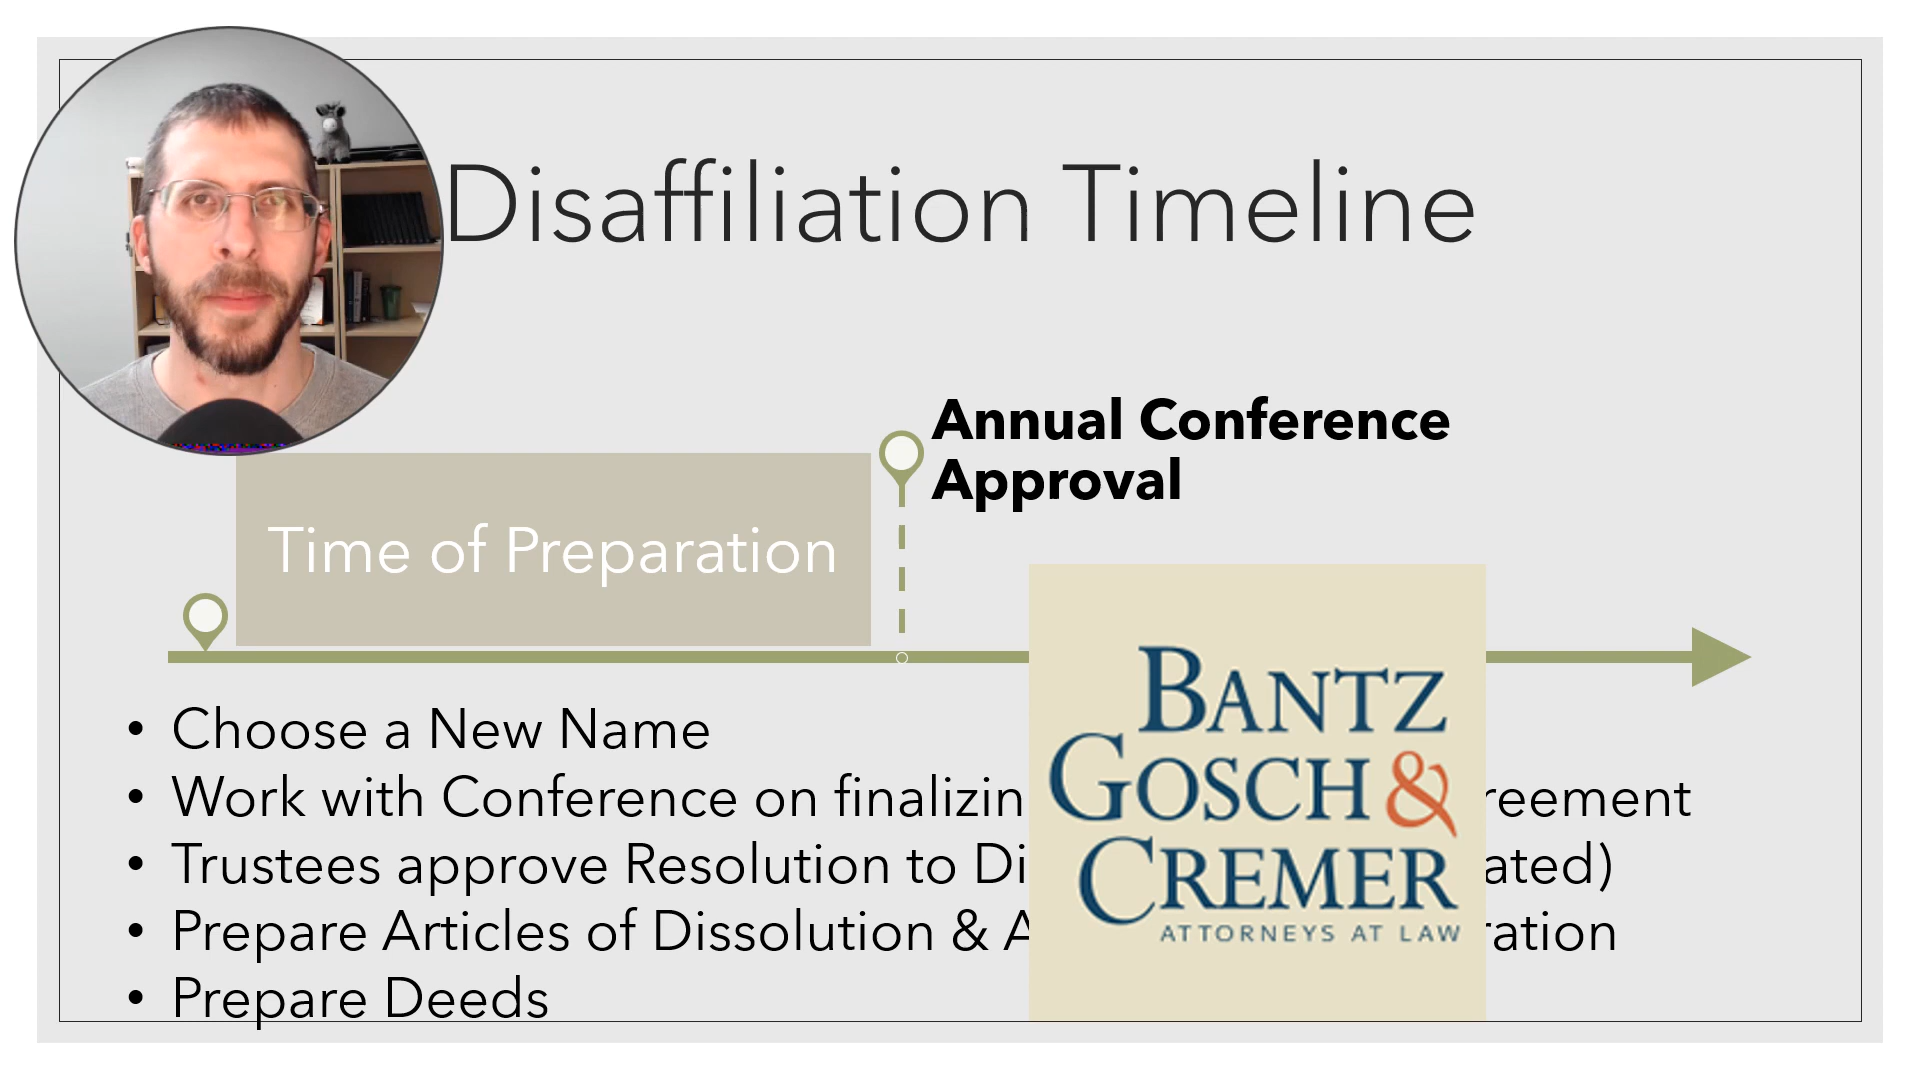 Disaffiliation Timeline
Annual Conference
Approval
Time of Preparation
• Choose a New Name
• Work with Conference on finalizin reement
• Trustees approve Resolution to Di ated)
• Prepare Articles of Dissolution & A ration
• Prepare Deeds
BANTZ
GOSCH &
CREMER
ATTORNEYS AT LAW